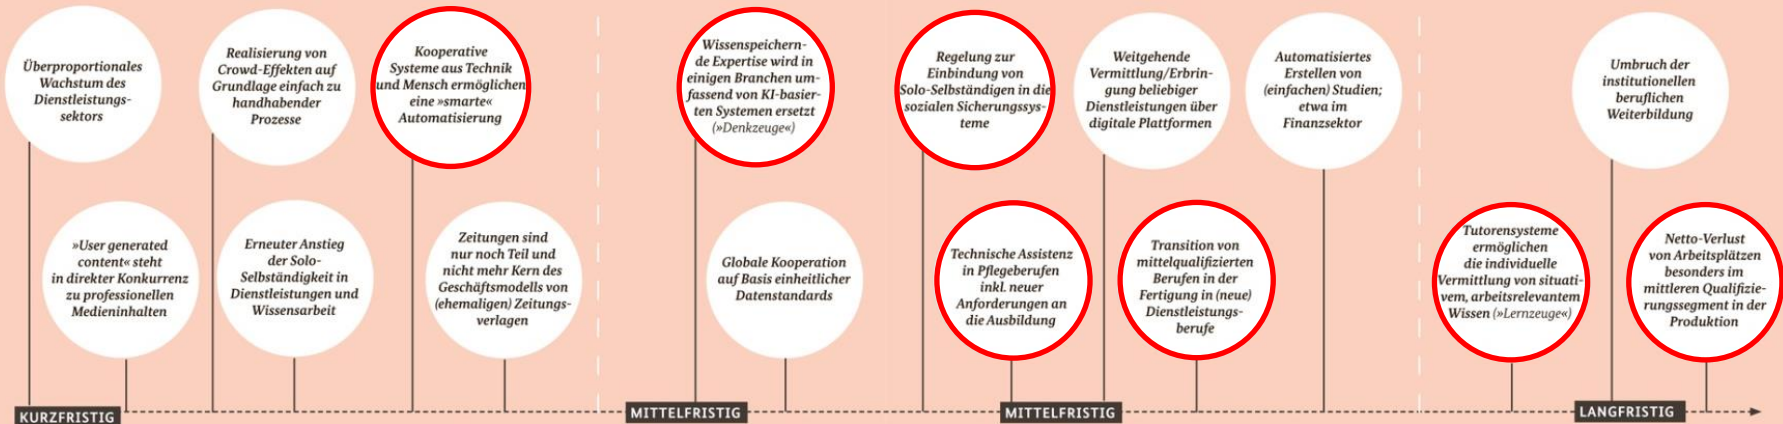 Überproportionales
Wachstum des
Dienstleistungs-
sektors
Realisierung von
Crowd-Effekten auf
Grundlage einfach zu
handhabender
Prozesse
Kooperative
Systeme aus Technik
und Mensch ermöglichen
eine »smarte«
Automatisierung
Wissenspeichern-
de Expertise wird in
einigen Branchen um-
fassend von KI-basier-
ten Systemen ersetzt
(»Denkzeuge«)
Regelung zur
Einbindung von
Solo-Selbständigen in die
sozialen Sicherungssys-
teme
Weitgehende
Vermittlung/Erbrin-
gung beliebiger
Dienstleistungen über
digitale Plattformen
Automatisiertes
Erstellen von
(einfachen) Studien;
etwa im
Finanzsektor
Umbruch der
institutionellen
beruflichen
Weiterbildung
»User generated
content« steht
in direkter Konkurrenz
zu professionellen
Medieninhalten
Erneuter Anstieg
der Solo-
Selbständigkeit in
Dienstleistungen und
Wissensarbeit
Zeitungen sind
nur noch Teil und
nicht mehr Kern des
Geschäftsmodells von
(ehemaligen) Zeitungs-
verlagen
Globale Kooperation
auf Basis einheitlicher
Datenstandards
Technische Assistenz
in Pflegeberufen
inkl. neuer
Anforderungen an
die Ausbildung
Transition von
mittelqualifizierten
Berufen in der
Fertigung in (neue)
Dienstleistungs-
berufe
Tutorensysteme
ermöglichen
die individuelle
Vermittlung von situati-
vem, arbeitsrelevantem
Wissen (»Lernzeuge«)
Netto-Verlust
von Arbeitsplätzen
besonders im
mittleren Qualifizie-
rungssegment in der
Produktion
KURZFRISTIG
MITTELFRISTIG
MITTELFRISTIG
LANGFRISTIG